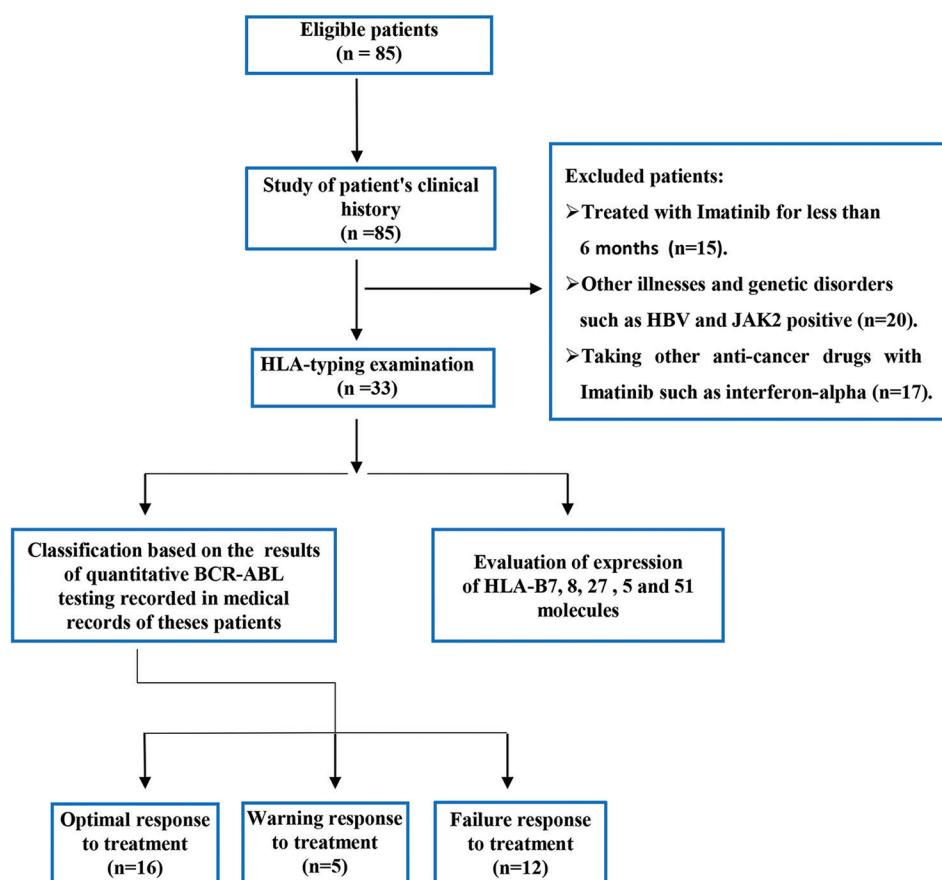 Eligible patients
(n = 85)
Study of patient's clinical
history
(n =85)
Excluded patients:
➢Treated with Imatinib for less than
6 months (n=15).
➢Other illnesses and genetic disorders
such as HBV and JAK2 positive (n=20).
➢Taking other anti-cancer drugs with
Imatinib such as interferon-alpha (n=17).
HLA-typing examination
(n =33)
Classification based on the results
of quantitative BCR-ABL
testing recorded in medical
records of theses patients
Evaluation of expression
of HLA-B7, 8, 27 , 5 and 51
molecules
Optimal response
to treatment
(n=16)
Warning response
to treatment
(n=5)
Failure response
to treatment
(n=12)